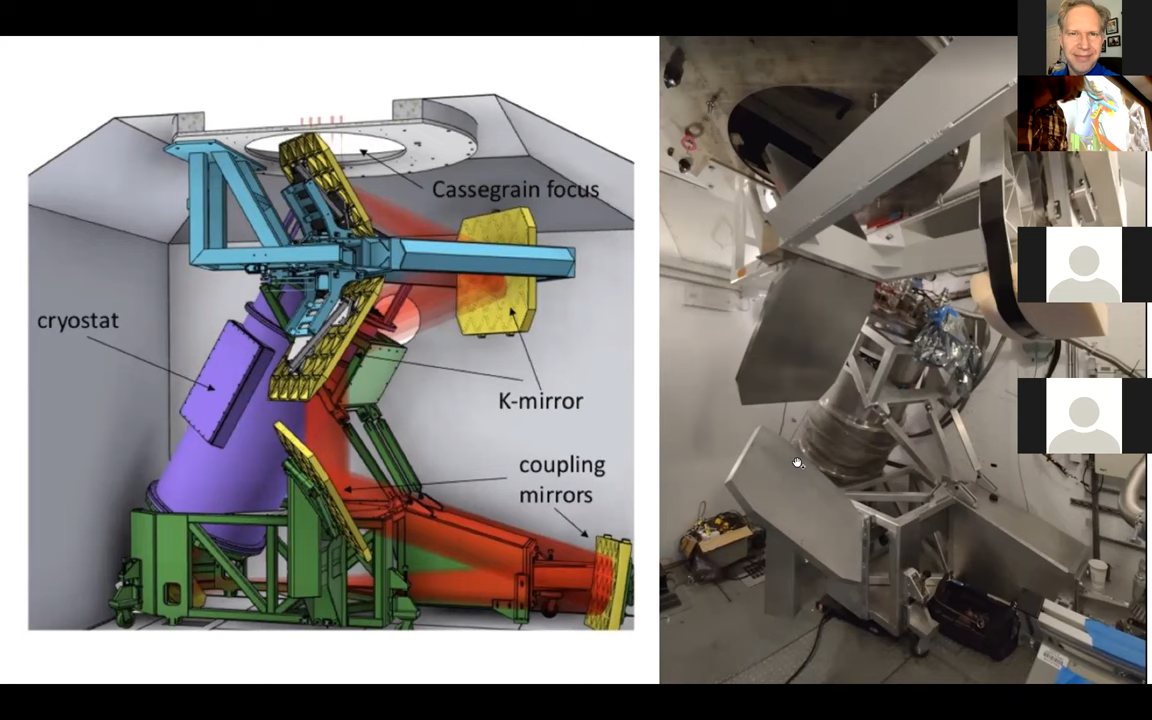 Cassegrain focus
cryostat
K-mirror
coupling
mirrors